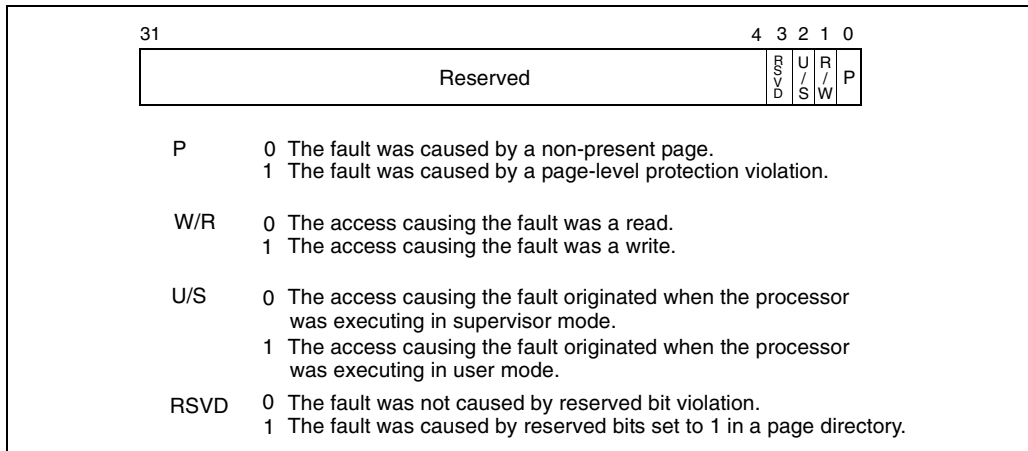 31 4 3 2 1 0
Reserved RSVD U/S R/W P
P 0 The fault was caused by a non-present page.
1 The fault was caused by a page-level protection violation.
W/R 0 The access causing the fault was a read.
1 The access causing the fault was a write.
U/S 0 The access causing the fault originated when the processor
was executing in supervisor mode.
1 The access causing the fault originated when the processor
was executing in user mode.
RSVD 0 The fault was not caused by reserved bit violation.
1 The fault was caused by reserved bits set to 1 in a page directory.